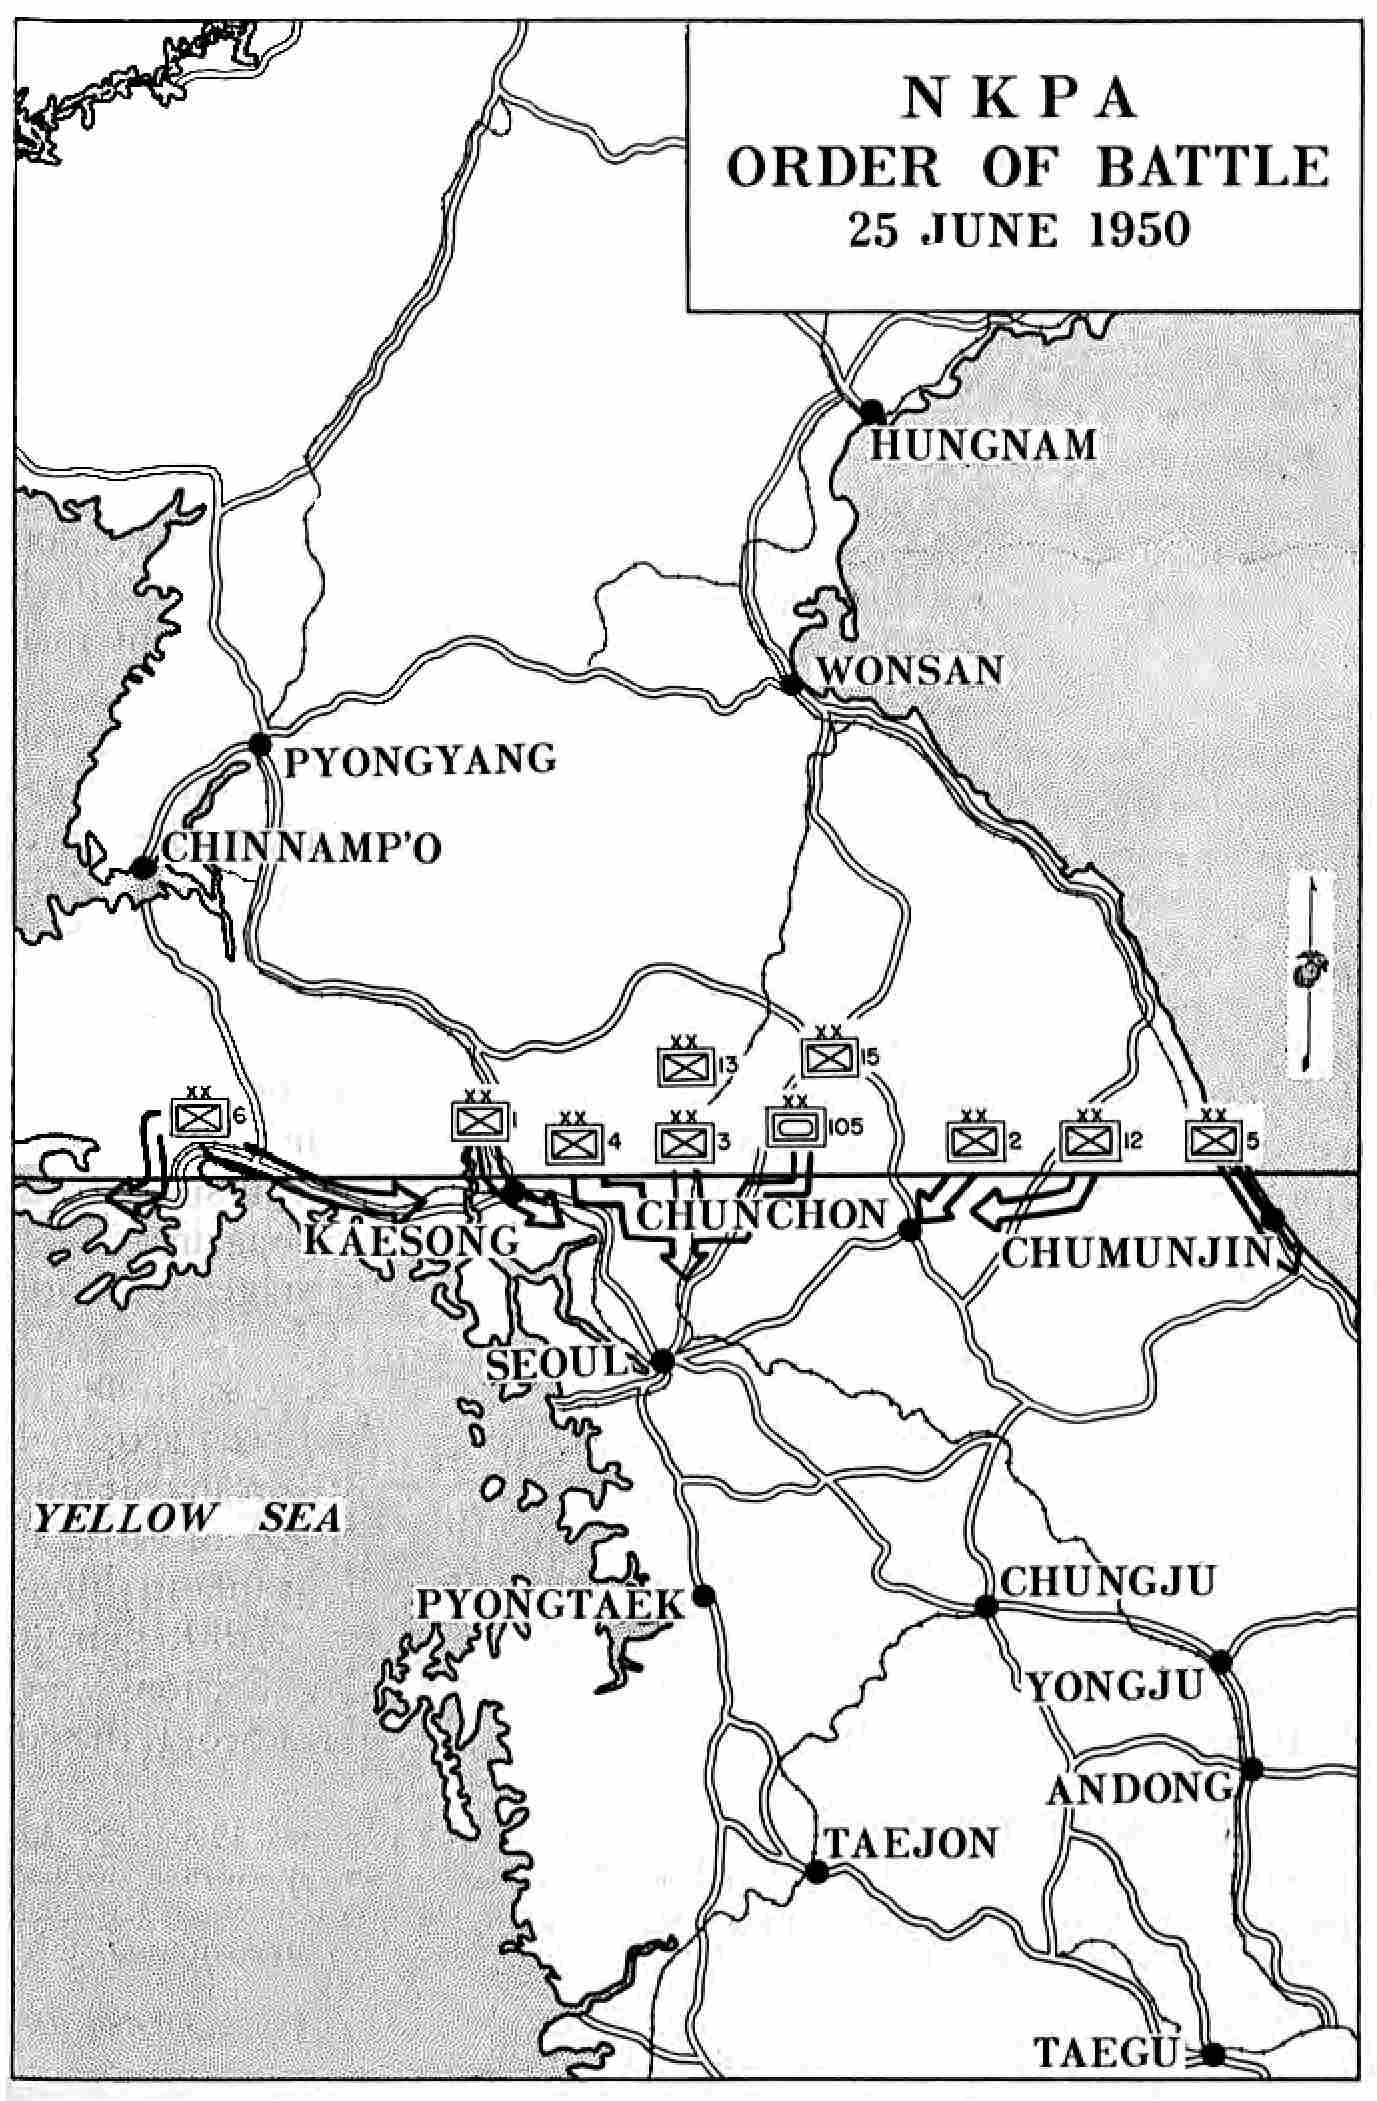 NKPA
ORDER OF BATTLE
25 JUNE 1950
HUNGNAM
WONSAN
PYONGYANG
CHINNAMP'O
XX 13
XX 15
XX 6
XX 1
XX 4
XX 3
XX 105
XX 2
XX 12
XX 5
CHUNCHON
KAESONG
CHUMUNJIN
SEOUL
YELLOW SEA
CHUNGJU
PYONGTAEK
YONGJU
ANDONG
TAEJON
TAEGU